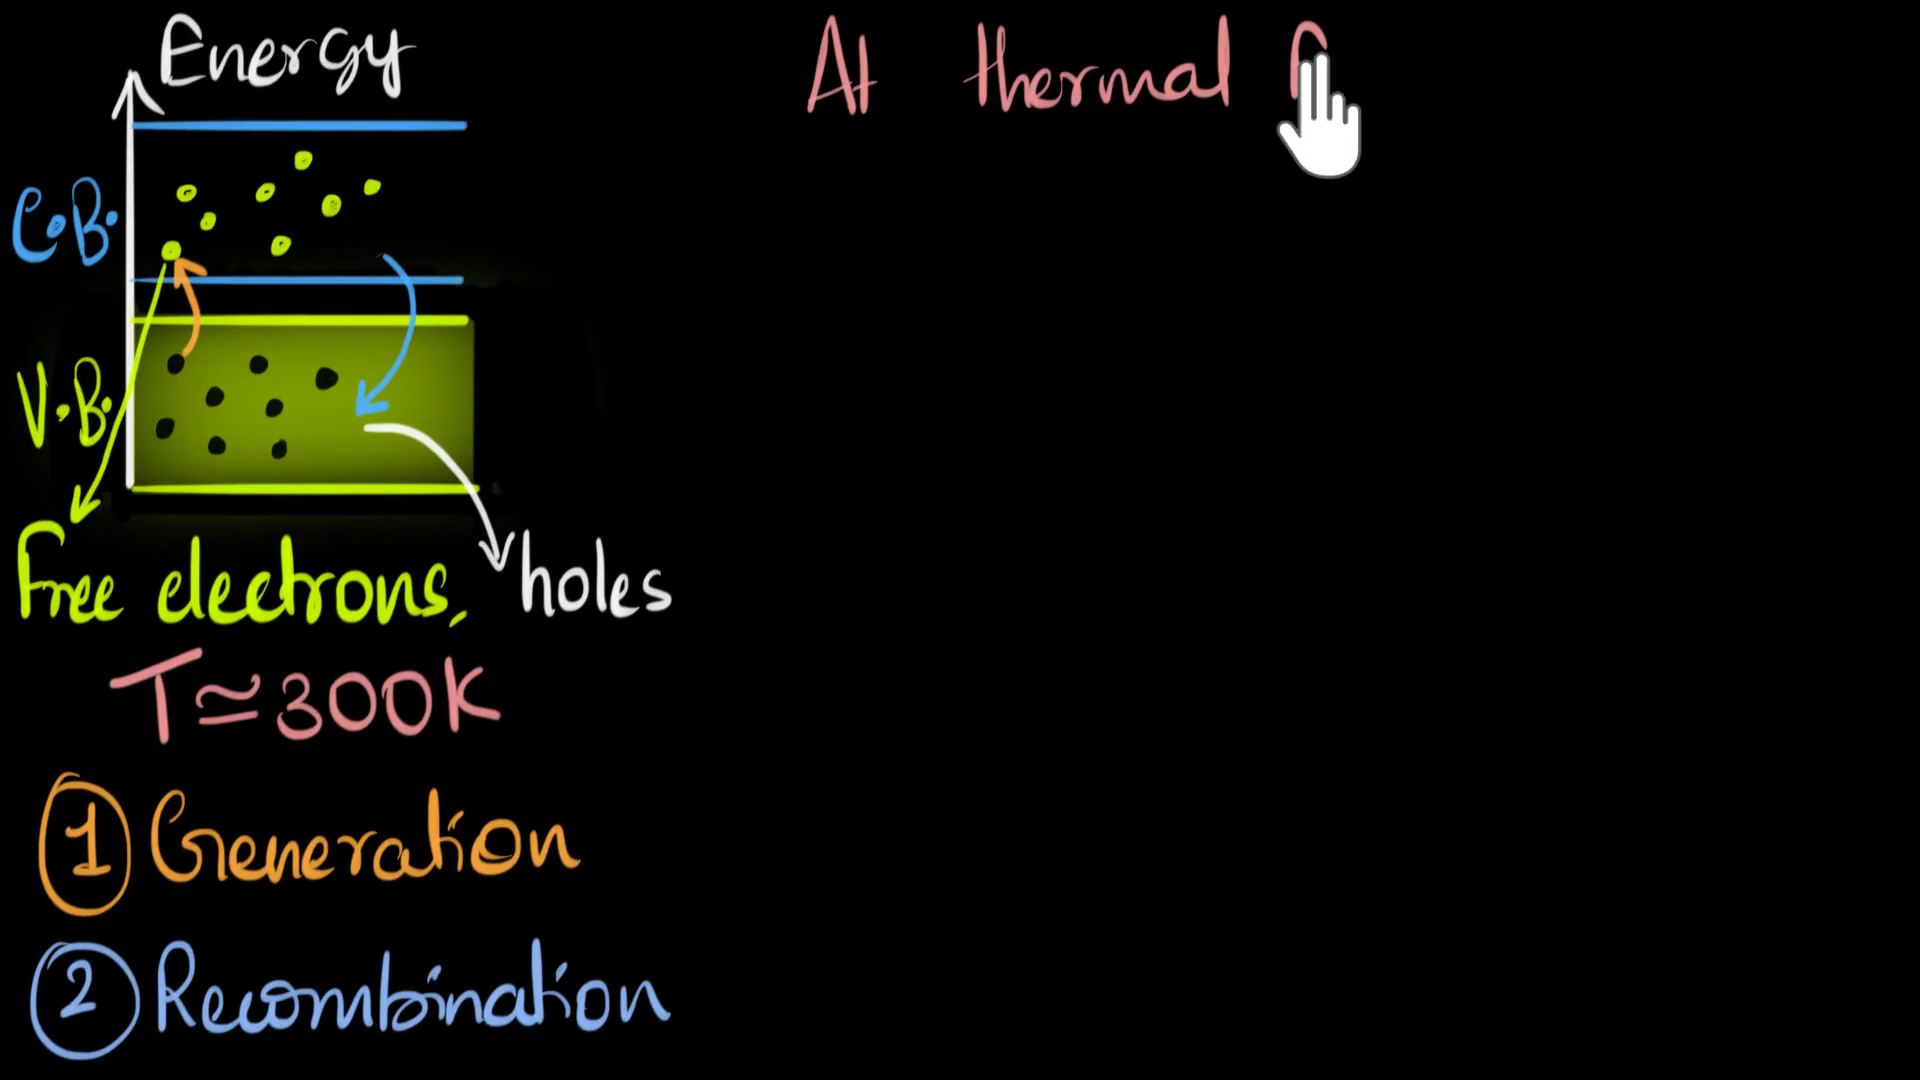 Energy
At thermal
C.B.
V.B.
Free electrons, holes
T≃300K
1 Generation
2 Recombination